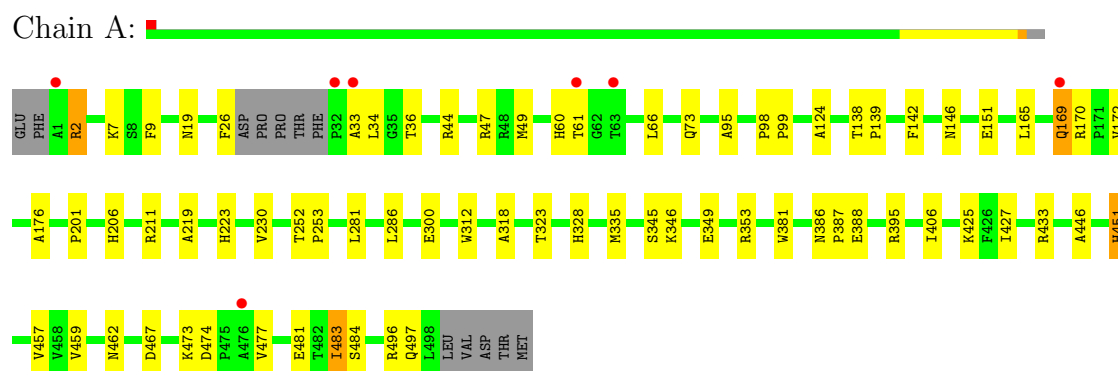 Chain A:
GLU PHE A1 R2 K7 S8 F9 N19 F26 ASP PRO PRO THR PHE P32 A33 L34 G35 T36 R44 R47 R48 M49 H60 T61 G62 T63 L66 Q73 A95 P98 P99 A124 T138 P139 F142 N146 E151 L165 Q169 R170 P171
A176 P201 H206 R211 A219 H223 V230 T252 P253 L281 L286 E300 W312 A318 T323 H328 M335 S345 K346 E349 R353 W381 N386 P387 E388 R395 I406 K425 F426 I427 R433 A446 H451
V457 V458 V459 N462 D467 K473 D474 P475 A476 V477 E481 T482 I483 S484 R496 Q497 L498 LEU VAL ASP THR MET